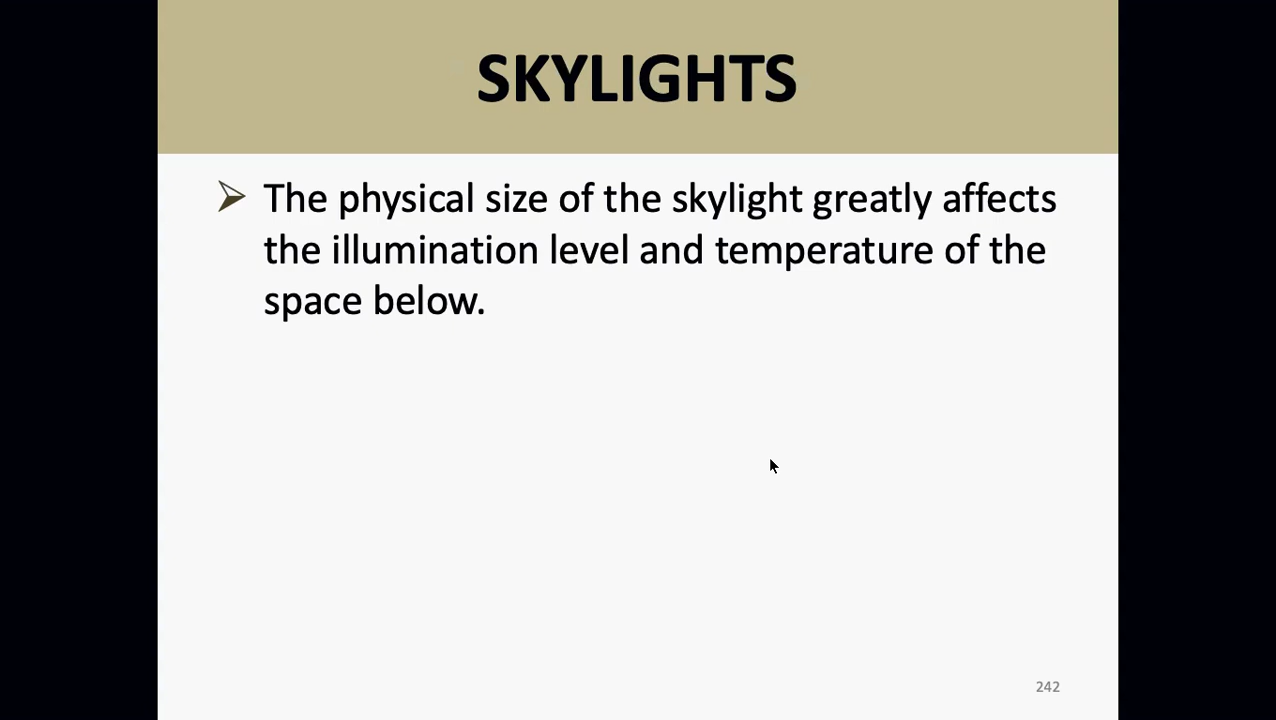 SKYLIGHTS
The physical size of the skylight greatly affects
the illumination level and temperature of the
space below.
242